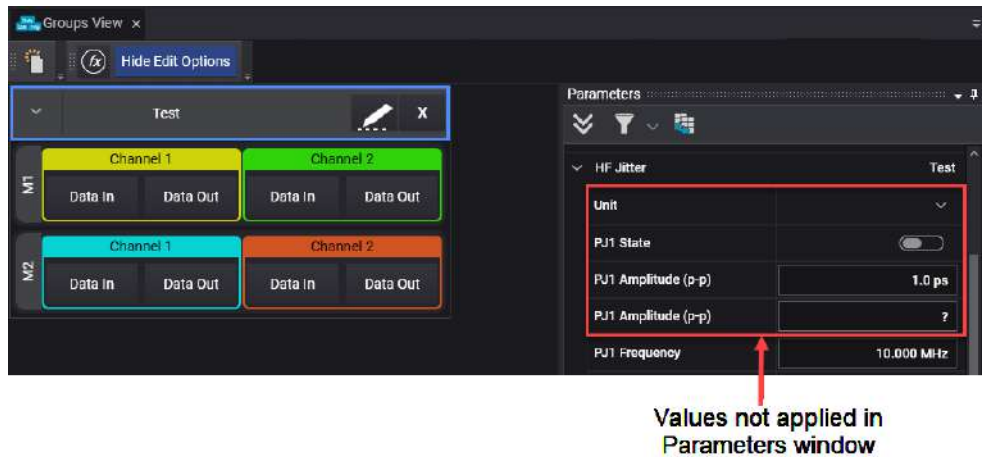 Groups View x
fx Hide Edit Options
Test X
M1
Channel 1 Channel 2
Data In Data Out Data In Data Out
M2
Channel 1 Channel 2
Data In Data Out Data In Data Out
Parameters
HF Jitter Test
Unit
PJ1 State
PJ1 Amplitude (p-p) 1.0 ps
PJ1 Amplitude (p-p) ?
PJ1 Frequency 10.000 MHz
Values not applied in
Parameters window